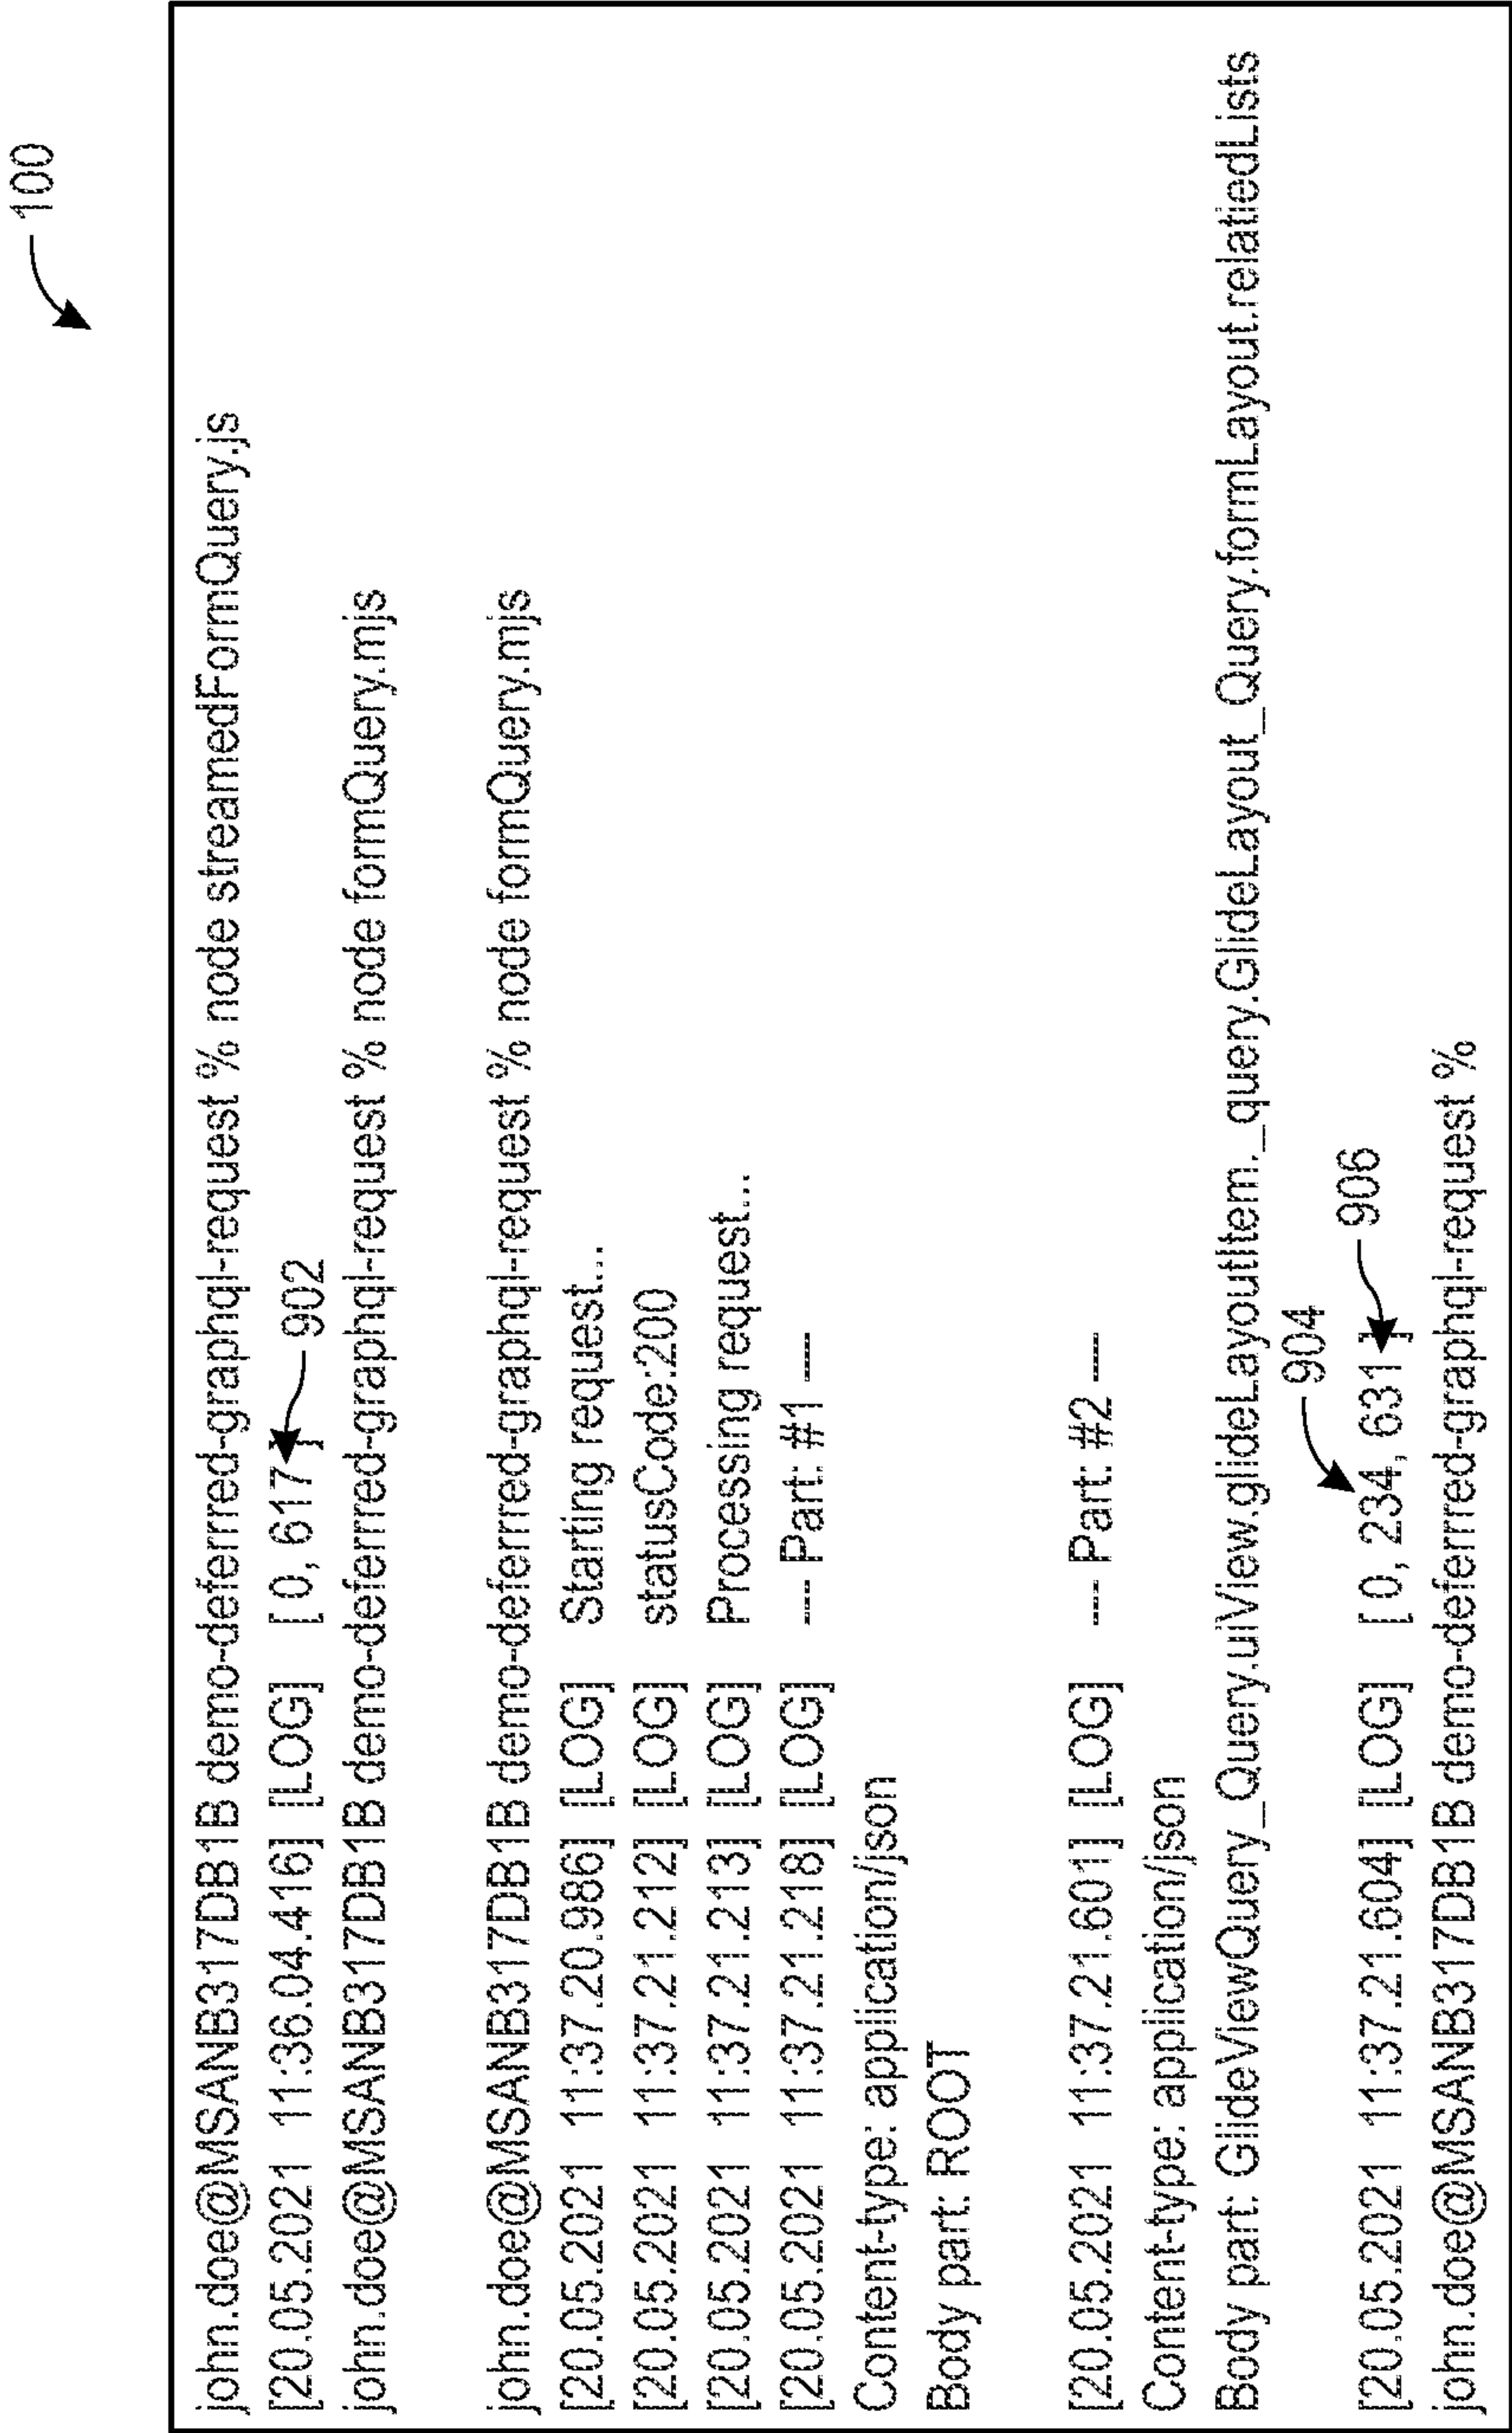 100
john.doe@MSANB317DB1B demo-deferrred-graphql-request % node streamedFormQuery.js
[20.05.2021 11:36.04.416] [LOG] [ 0, 617 ]
902
john.doe@MSANB317DB1B demo-deferrred-graphql-request % node formQuery.mjs
john.doe@MSANB317DB1B demo-deferrred-graphql-request % node formQuery.mjs
[20.05.2021 11:37.20.986] [LOG] Starting request...
[20.05.2021 11:37.21.212] [LOG] statusCode:200
[20.05.2021 11:37.21.213] [LOG] Processing request...
[20.05.2021 11:37.21.218] [LOG] --- Part: #1 ---
Content-type: application/json
Body part: ROOT
[20.05.2021 11:37.21.601] [LOG] --- Part: #2 ---
Content-type: application/json
Body part: GlideViewQuery_Query.uiView.glideLayoutItem._query.GlideLayout_Query.formLayout.relatiedLists
904
[20.05.2021 11:37.21.604] [LOG] [ 0, 234, 631 ]
906
john.doe@MSANB317DB1B demo-deferrred-graphql-request %